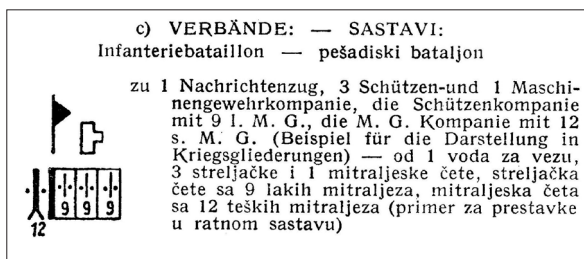 c) VERBÄNDE: — SASTAVI:
Infanteriebataillon — pešadiski bataljon
zu 1 Nachrichtenzug, 3 Schützen-und 1 Maschi-
nengewehrkompanie, die Schützenkompanie
mit 9 l. M. G., die M. G. Kompanie mit 12
s. M. G. (Beispiel für die Darstellung in
Kriegsgliederungen) — od 1 voda za vezu,
3 streljačke i 1 mitraljeske čete, streljačka
čete sa 9 lakih mitraljeza, mitraljeska četa
sa 12 teških mitraljeza (primer za prestavke
u ratnom sastavu)
9 9 9
12